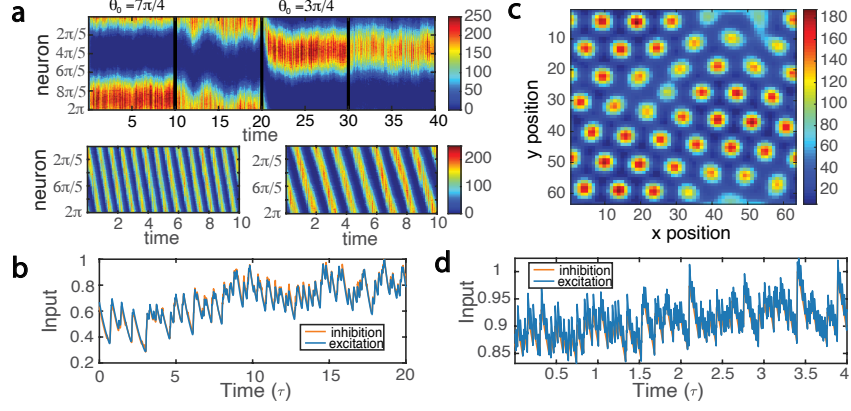 a
θ₀ =7π/4
θ₀ =3π/4
neuron
2π/5
4π/5
6π/5
8π/5
2π
5
10
15
20
25
30
35
40
time
250
200
150
100
50
0
neuron
2π/5
6π/5
2π
2
4
6
8
10
time
2π/5
6π/5
2π
2
4
6
8
10
time
200
100
0
b
Input
1
0.8
0.6
0.4
0.2
0
5
10
15
20
Time (τ)
inhibition
excitation
c
y position
10
20
30
40
50
60
10
20
30
40
50
60
x position
180
160
140
120
100
80
60
40
20
d
Input
0.95
0.90
0.85
0.5
1
1.5
2
2.5
3
3.5
4
Time (τ)
inhibition
excitation